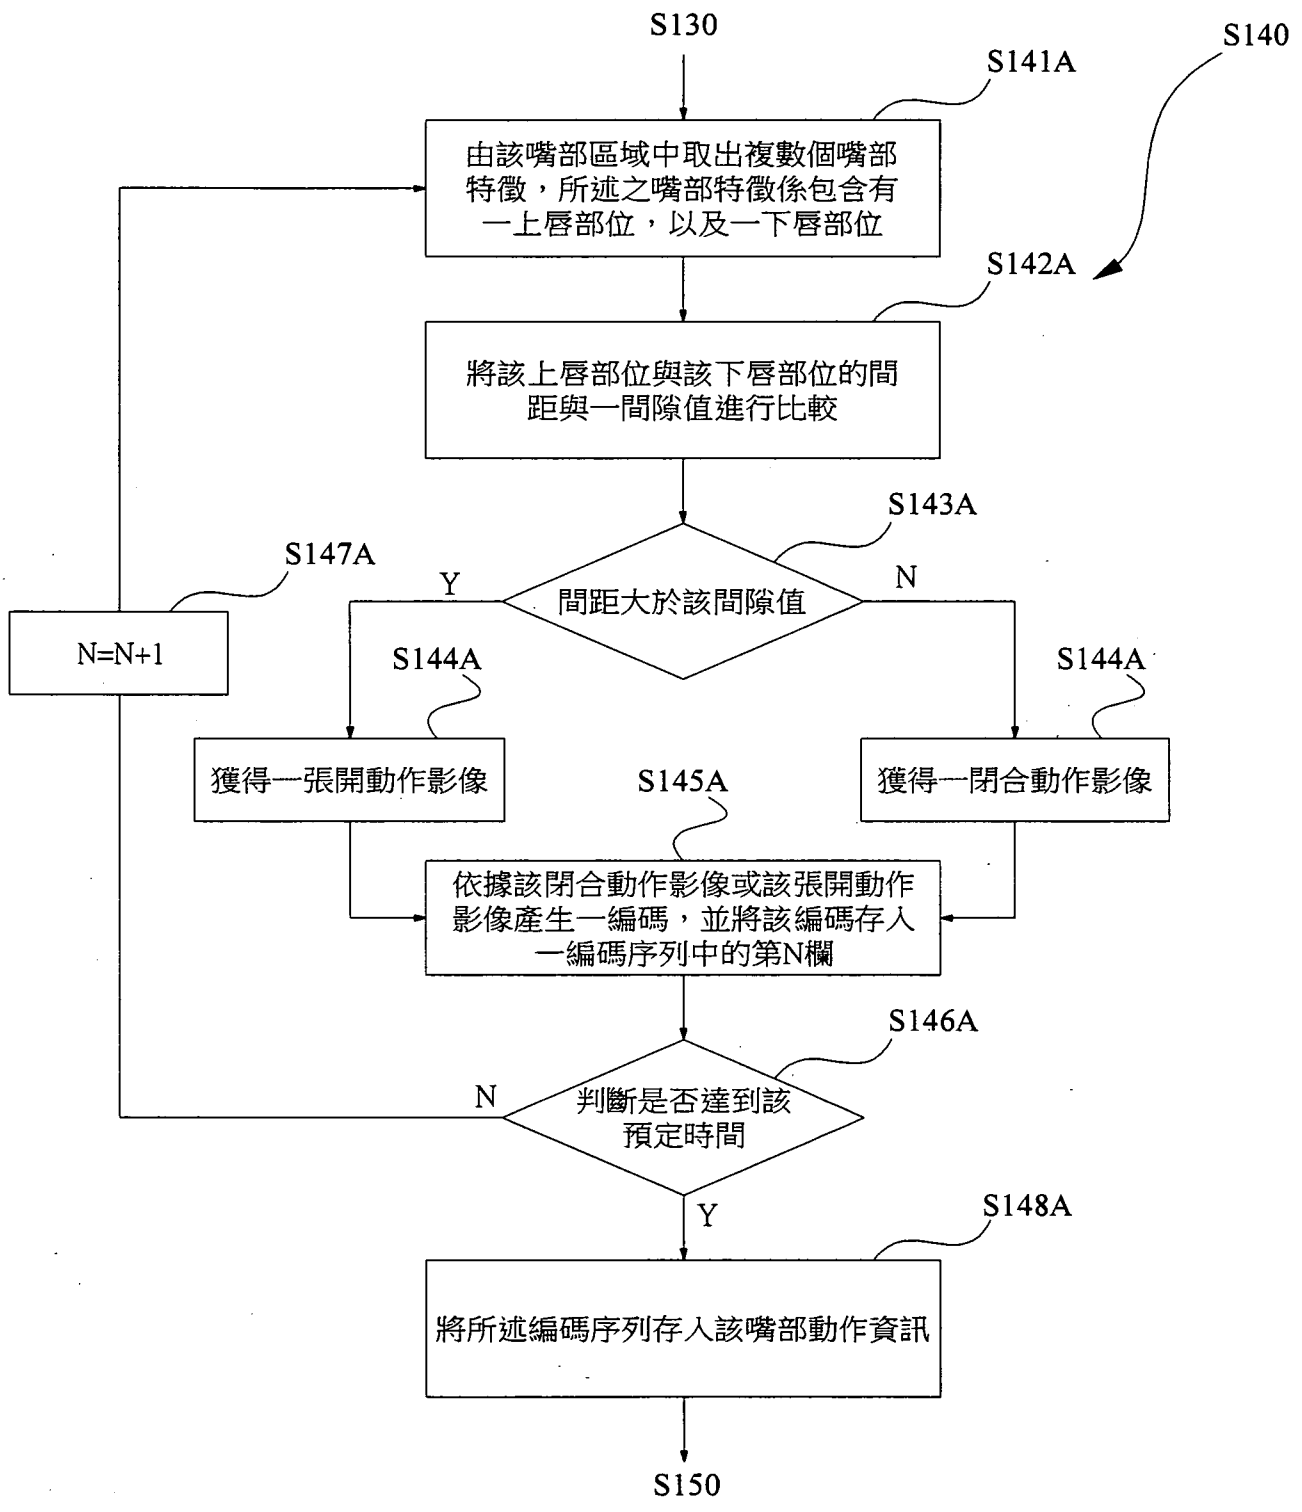 S130
S140
S141A
由該嘴部區域中取出複數個嘴部
特徵，所述之嘴部特徵係包含有
一上唇部位，以及一下唇部位
S142A
將該上唇部位與該下唇部位的間
距與一間隙值進行比較
S143A
間距大於該間隙值
Y
N
S147A
N=N+1
S144A
獲得一張開動作影像
S144A
獲得一閉合動作影像
S145A
依據該閉合動作影像或該張開動作
影像產生一編碼，並將該編碼存入
一編碼序列中的第N欄
S146A
判斷是否達到該
預定時間
N
Y
S148A
將所述編碼序列存入該嘴部動作資訊
S150